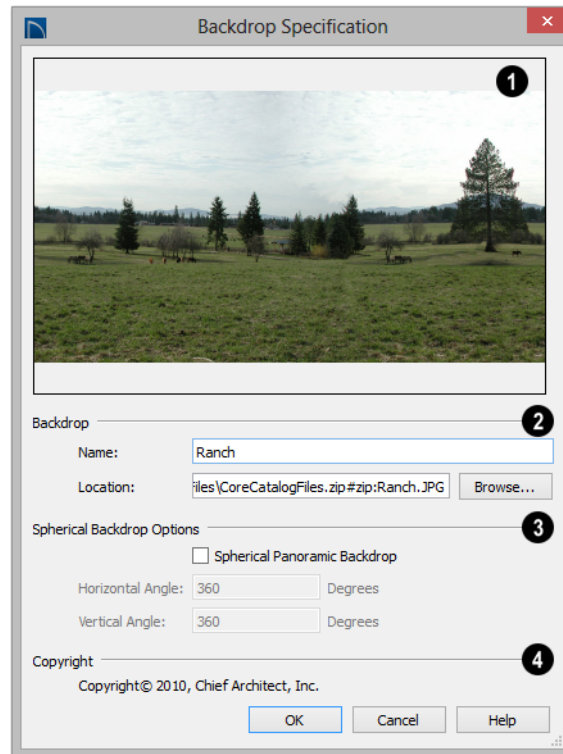 Backdrop Specification
1
Backdrop
2
Name: Ranch
Location: iles\CoreCatalogFiles.zip#zip:Ranch.JPG Browse...
Spherical Backdrop Options
3
Spherical Panoramic Backdrop
Horizontal Angle: 360 Degrees
Vertical Angle: 360 Degrees
Copyright
4
Copyright© 2010, Chief Architect, Inc.
OK Cancel Help